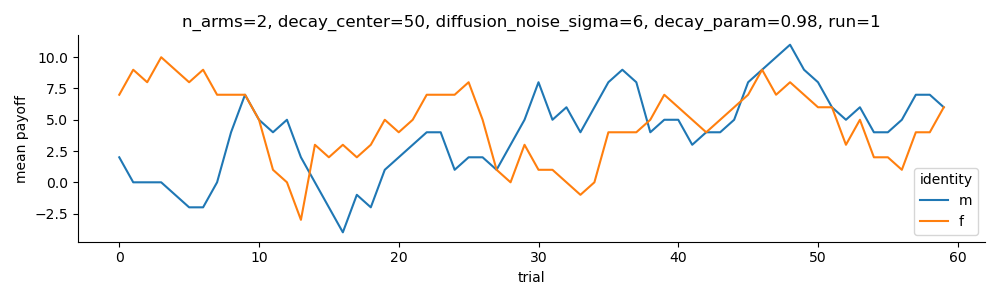 n_arms=2, decay_center=50, diffusion_noise_sigma=6, decay_param=0.98, run=1
mean payoff
10.0
7.5
5.0
2.5
0.0
−2.5
identity
m
f
0 10 20 30 40 50 60
trial